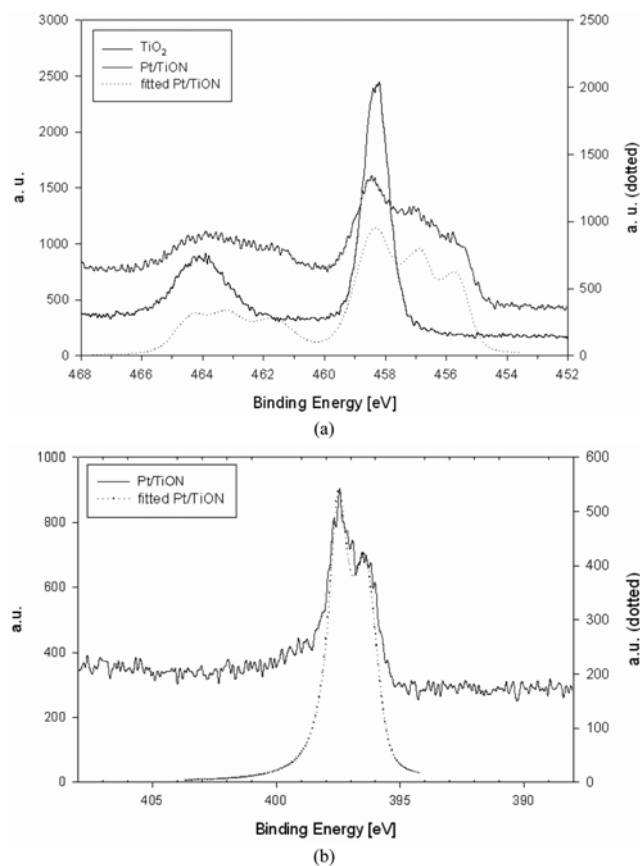 3000
2500
2000
1500
1000
500
0
a. u.
TiO2
Pt/TiON
fitted Pt/TiON
2500
2000
1500
1000
500
0
a. u. (dotted)
468 466 464 462 460 458 456 454 452
Binding Energy [eV]
(a)
1000
800
600
400
200
0
a.u.
Pt/TiON
fitted Pt/TiON
600
500
400
300
200
100
0
a.u. (dotted)
405 400 395 390
Binding Energy [eV]
(b)